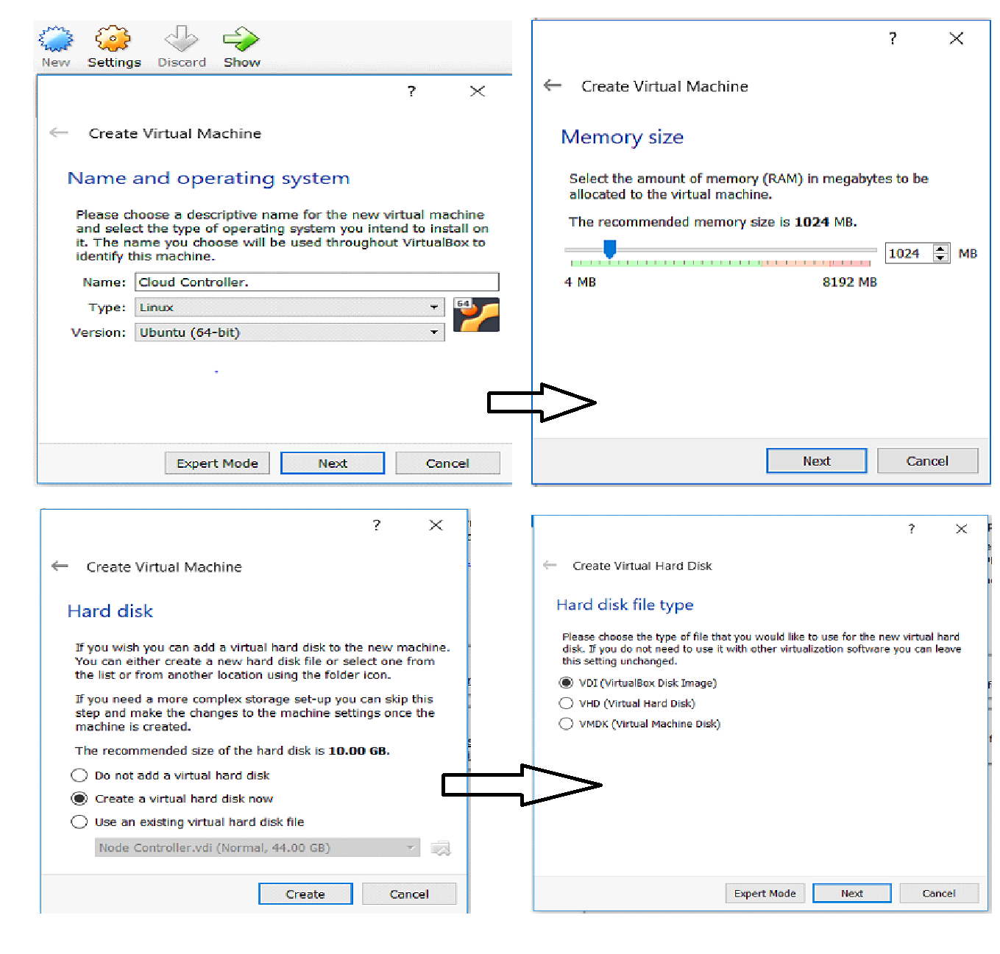 New Settings Discard Show
?
Create Virtual Machine
Name and operating system
Please choose a descriptive name for the new virtual machine
and select the type of operating system you intend to install on
it. The name you choose will be used throughout VirtualBox to
identify this machine.
Name: Cloud Controller.
Type: Linux
64
Version: Ubuntu (64-bit)
Expert Mode Next Cancel
?
Create Virtual Machine
Memory size
Select the amount of memory (RAM) in megabytes to be
allocated to the virtual machine.
The recommended memory size is 1024 MB.
1024 MB
4 MB 8192 MB
Next Cancel
?
Create Virtual Machine
Hard disk
If you wish you can add a virtual hard disk to the new machine.
You can either create a new hard disk file or select one from
the list or from another location using the folder icon.
If you need a more complex storage set-up you can skip this
step and make the changes to the machine settings once the
machine is created.
The recommended size of the hard disk is 10.00 GB.
Do not add a virtual hard disk
Create a virtual hard disk now
Use an existing virtual hard disk file
Node Controller.vdi (Normal, 44.00 GB)
Create Cancel
?
Create Virtual Hard Disk
Hard disk file type
Please choose the type of file that you would like to use for the new virtual hard
disk. If you do not need to use it with other virtualization software you can leave
this setting unchanged.
VDI (VirtualBox Disk Image)
VHD (Virtual Hard Disk)
VMDK (Virtual Machine Disk)
Expert Mode Next Cancel